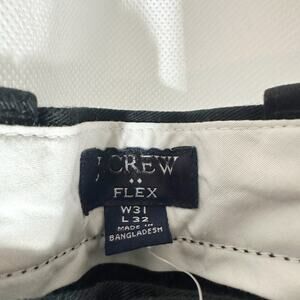 J.CREW
FLEX
W31
L32
MADE IN
BANGLADESH